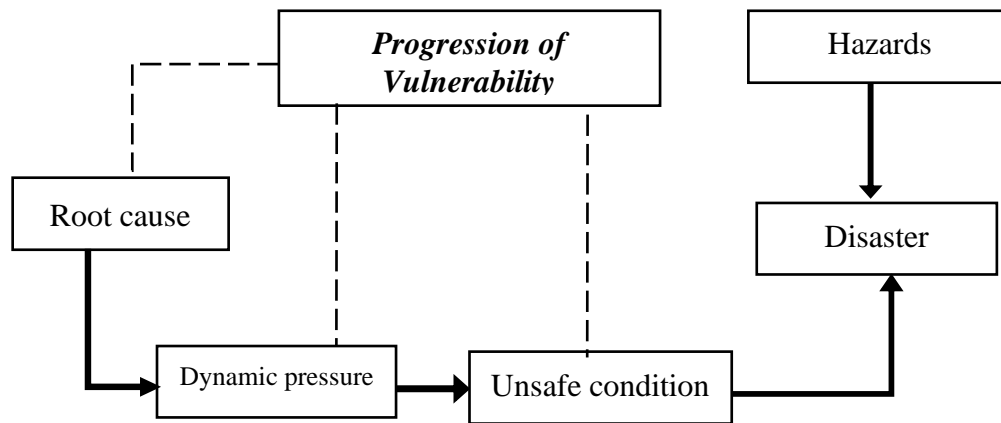 Progression of
Vulnerability
Hazards
Root cause
Disaster
Dynamic pressure
Unsafe condition